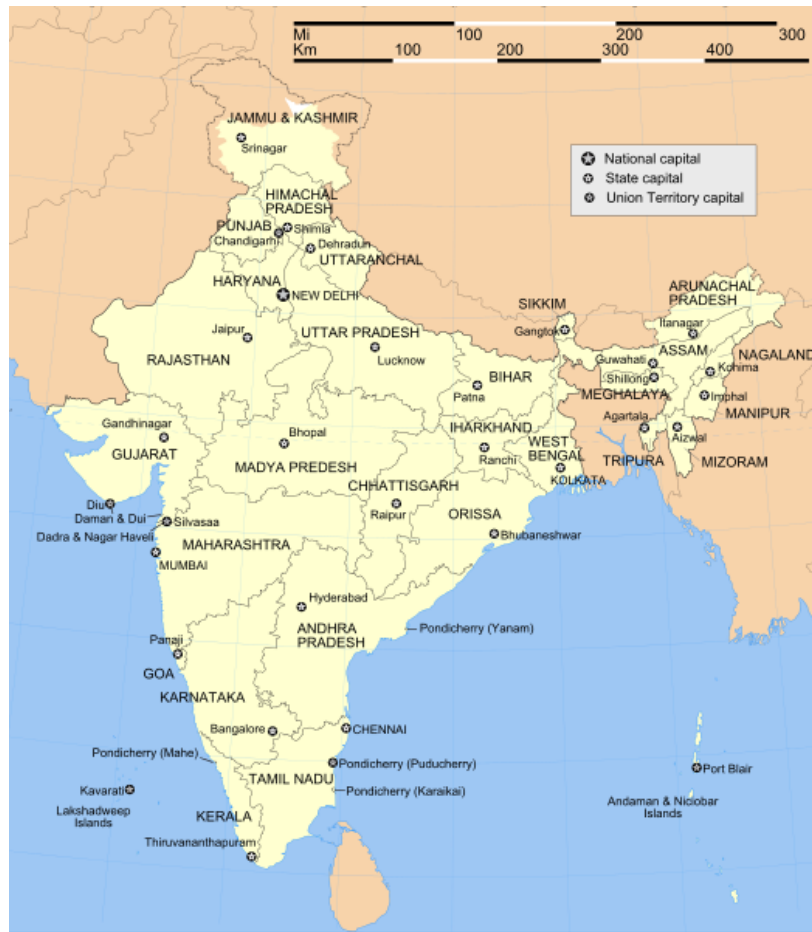 Mi 100 200 300
Km 100 200 300 400
JAMMU & KASHMIR
Srinagar
National capital
State capital
Union Territory capital
HIMACHAL
PRADESH
PUNJAB
Shimla
Chandigarh
Dehradun
UTTARANCHAL
HARYANA
NEW DELHI
ARUNACHAL
PRADESH
SIKKIM
Gangtok
Itanagar
Jaipur
UTTAR PRADESH
Lucknow
RAJASTHAN
ASSAM
NAGALAND
Guwahati
Kohima
BIHAR
Patna
Shillong
MEGHALAYA
Imphal
MANIPUR
Gandhinagar
GUJARAT
Bhopal
MADYA PREDESH
IHARKHAND
Ranchi
WEST
BENGAL
KOLKATA
Agartala
Aizwal
TRIPURA
MIZORAM
CHHATTISGARH
Raipur
ORISSA
Bhubaneshwar
Diu
Daman & Dui
Silvasaa
Dadra & Nagar Haveli
MAHARASHTRA
MUMBAI
Hyderabad
ANDHRA
PRADESH
Pondicherry (Yanam)
Panaji
GOA
KARNATAKA
Bangalore
CHENNAI
Pondicherry (Mahe)
Pondicherry (Puducherry)
TAMIL NADU
Pondicherry (Karaikai)
Kavarati
Lakshadweep
Islands
KERALA
Thiruvananthapuram
Port Blair
Andaman & Niciobar
Islands